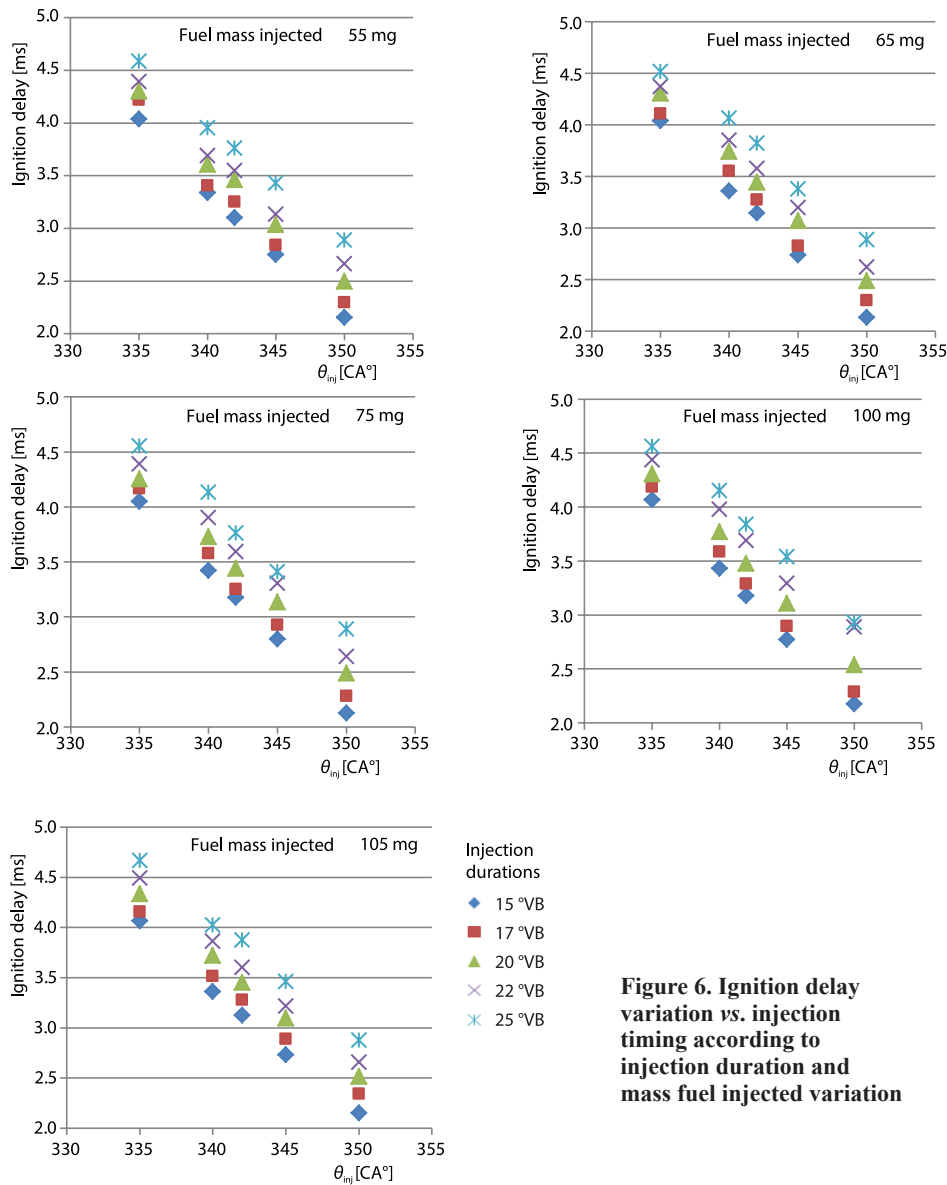 Fuel mass injected 55 mg
Ignition delay [ms]
5.0
4.5
4.0
3.5
3.0
2.5
2.0
330 335 340 345 350 355
θinj [CA°]
Fuel mass injected 65 mg
Ignition delay [ms]
5.0
4.5
4.0
3.5
3.0
2.5
2.0
330 335 340 345 350 355
θinj [CA°]
Fuel mass injected 75 mg
Ignition delay [ms]
5.0
4.5
4.0
3.5
3.0
2.5
2.0
330 335 340 345 350 355
θinj [CA°]
Fuel mass injected 100 mg
Ignition delay [ms]
5.0
4.5
4.0
3.5
3.0
2.5
2.0
330 335 340 345 350 355
θinj [CA°]
Fuel mass injected 105 mg
Ignition delay [ms]
5.0
4.5
4.0
3.5
3.0
2.5
2.0
330 335 340 345 350 355
θinj [CA°]
Injection
durations
15 °VB
17 °VB
20 °VB
22 °VB
25 °VB
Figure 6. Ignition delay
variation vs. injection
timing according to
injection duration and
mass fuel injected variation